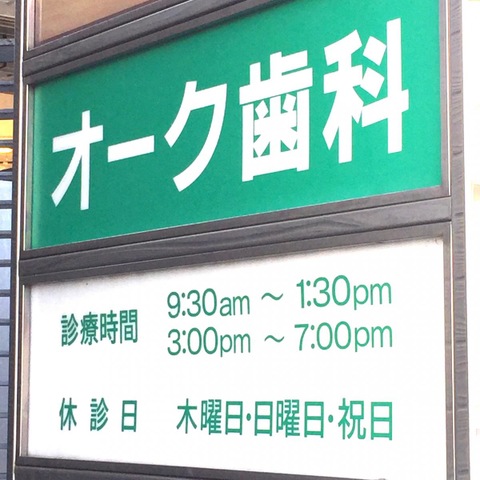 オーク歯科
診療時間 9:30am ～ 1:30pm
3:00pm ～ 7:00pm
休診日 木曜日・日曜日・祝日